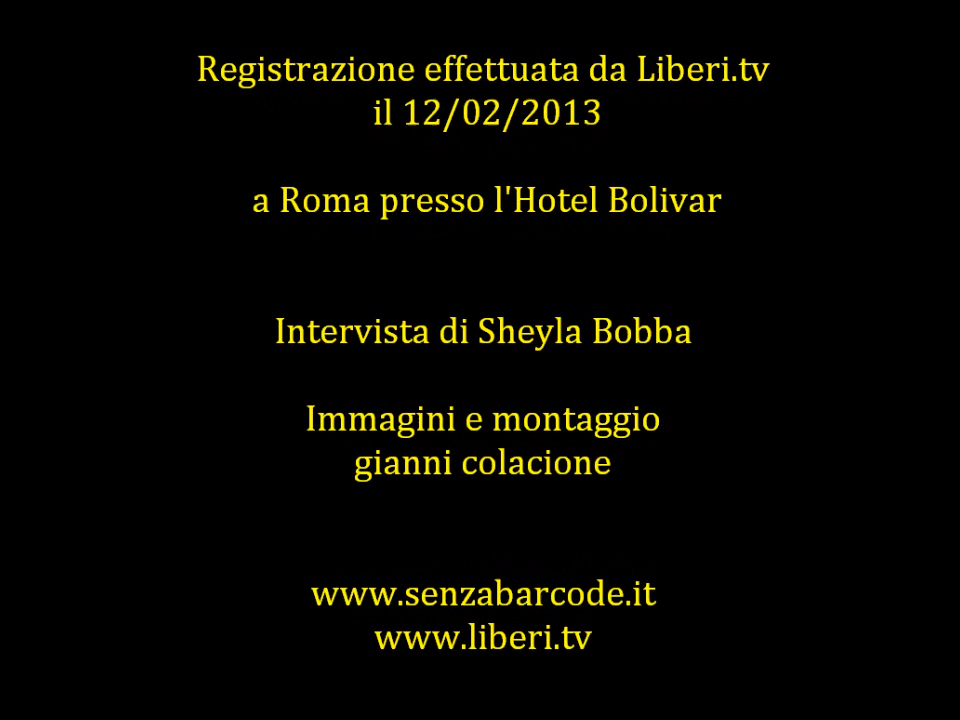 Registrazione effettuata da Liberi.tv
il 12/02/2013
a Roma presso l'Hotel Bolivar
Intervista di Sheyla Bobba
Immagini e montaggio
gianni colacione
www.senzabarcode.it
www.liberi.tv